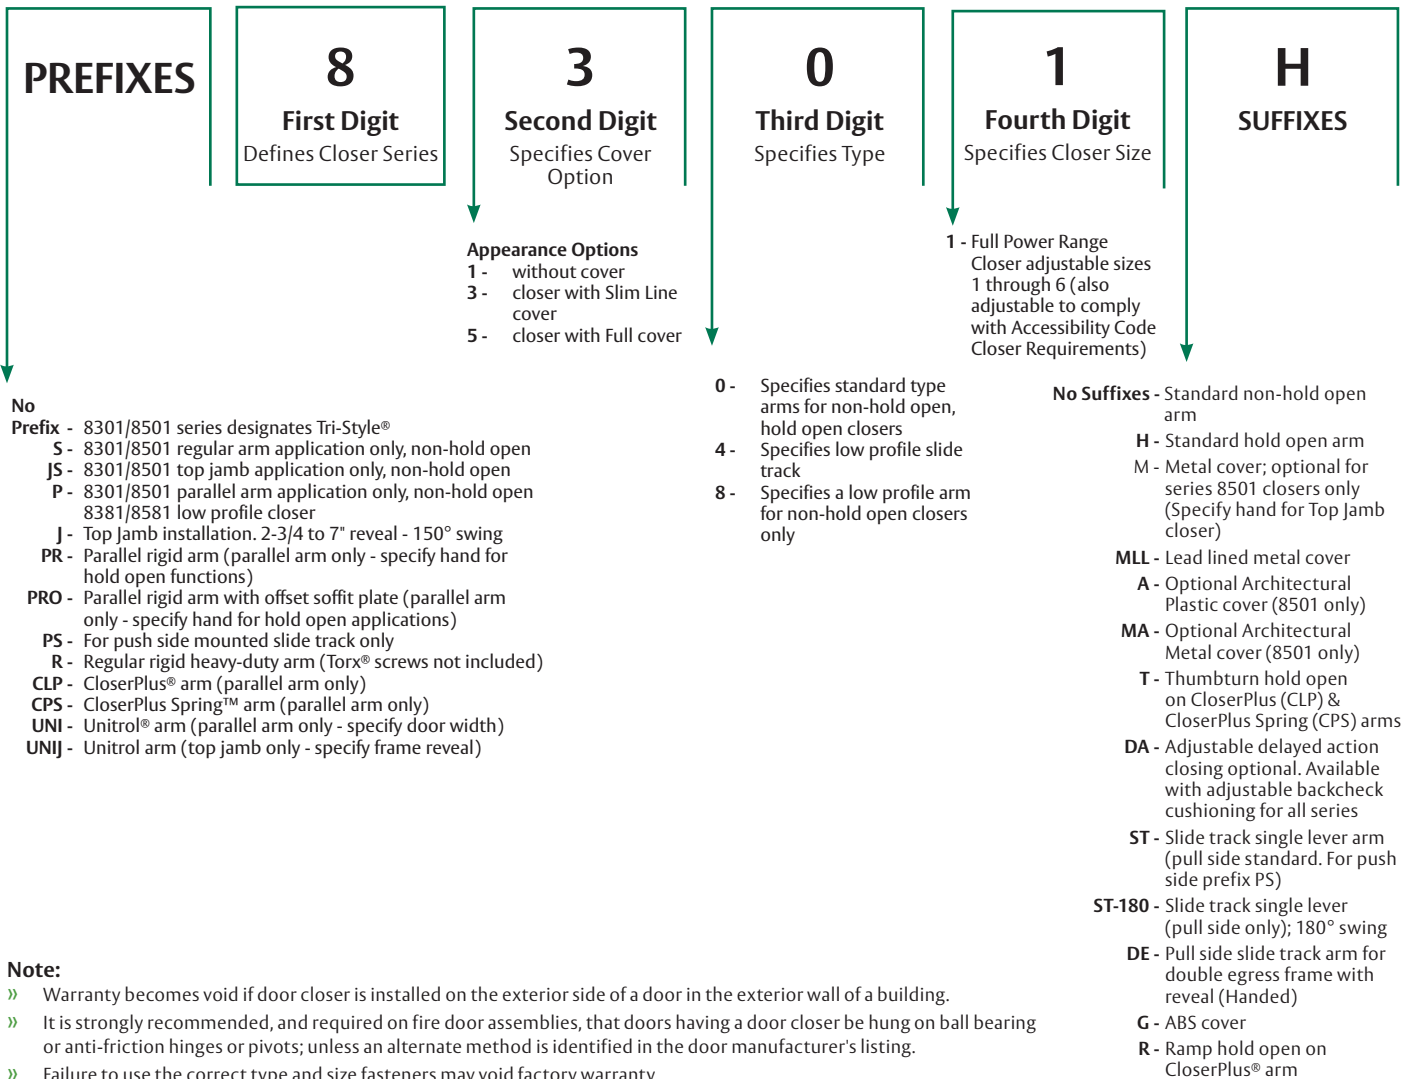 PREFIXES
8
First Digit
Defines Closer Series
3
Second Digit
Specifies Cover
Option
0
Third Digit
Specifies Type
1
Fourth Digit
Specifies Closer Size
H
SUFFIXES
Appearance Options
1 - without cover
3 - closer with Slim Line
cover
5 - closer with Full cover
1 - Full Power Range
Closer adjustable sizes
1 through 6 (also
adjustable to comply
with Accessibility Code
Closer Requirements)
No
Prefix - 8301/8501 series designates Tri-Style®
S - 8301/8501 regular arm application only, non-hold open
JS - 8301/8501 top jamb application only, non-hold open
P - 8301/8501 parallel arm application only, non-hold open
8381/8581 low profile closer
J - Top Jamb installation. 2-3/4 to 7" reveal - 150° swing
PR - Parallel rigid arm (parallel arm only - specify hand for
hold open functions)
PRO - Parallel rigid arm with offset soffit plate (parallel arm
only - specify hand for hold open applications)
PS - For push side mounted slide track only
R - Regular rigid heavy-duty arm (Torx® screws not included)
CLP - CloserPlus® arm (parallel arm only)
CPS - CloserPlus Spring™ arm (parallel arm only)
UNI - Unitrol® arm (parallel arm only - specify door width)
UNIJ - Unitrol arm (top jamb only - specify frame reveal)
0 - Specifies standard type
arms for non-hold open,
hold open closers
4 - Specifies low profile slide
track
8 - Specifies a low profile arm
for non-hold open closers
only
No Suffixes - Standard non-hold open
arm
H - Standard hold open arm
M - Metal cover; optional for
series 8501 closers only
(Specify hand for Top Jamb
closer)
MLL - Lead lined metal cover
A - Optional Architectural
Plastic cover (8501 only)
MA - Optional Architectural
Metal cover (8501 only)
T - Thumbturn hold open
on CloserPlus (CLP) &
CloserPlus Spring (CPS) arms
DA - Adjustable delayed action
closing optional. Available
with adjustable backcheck
cushioning for all series
ST - Slide track single lever arm
(pull side standard. For push
side prefix PS)
ST-180 - Slide track single lever
(pull side only); 180° swing
DE - Pull side slide track arm for
double egress frame with
reveal (Handed)
G - ABS cover
R - Ramp hold open on
CloserPlus® arm
Note:
» Warranty becomes void if door closer is installed on the exterior side of a door in the exterior wall of a building.
» It is strongly recommended, and required on fire door assemblies, that doors having a door closer be hung on ball bearing
or anti-friction hinges or pivots; unless an alternate method is identified in the door manufacturer's listing.
» Failure to use the correct type and size fasteners may void factory warranty.